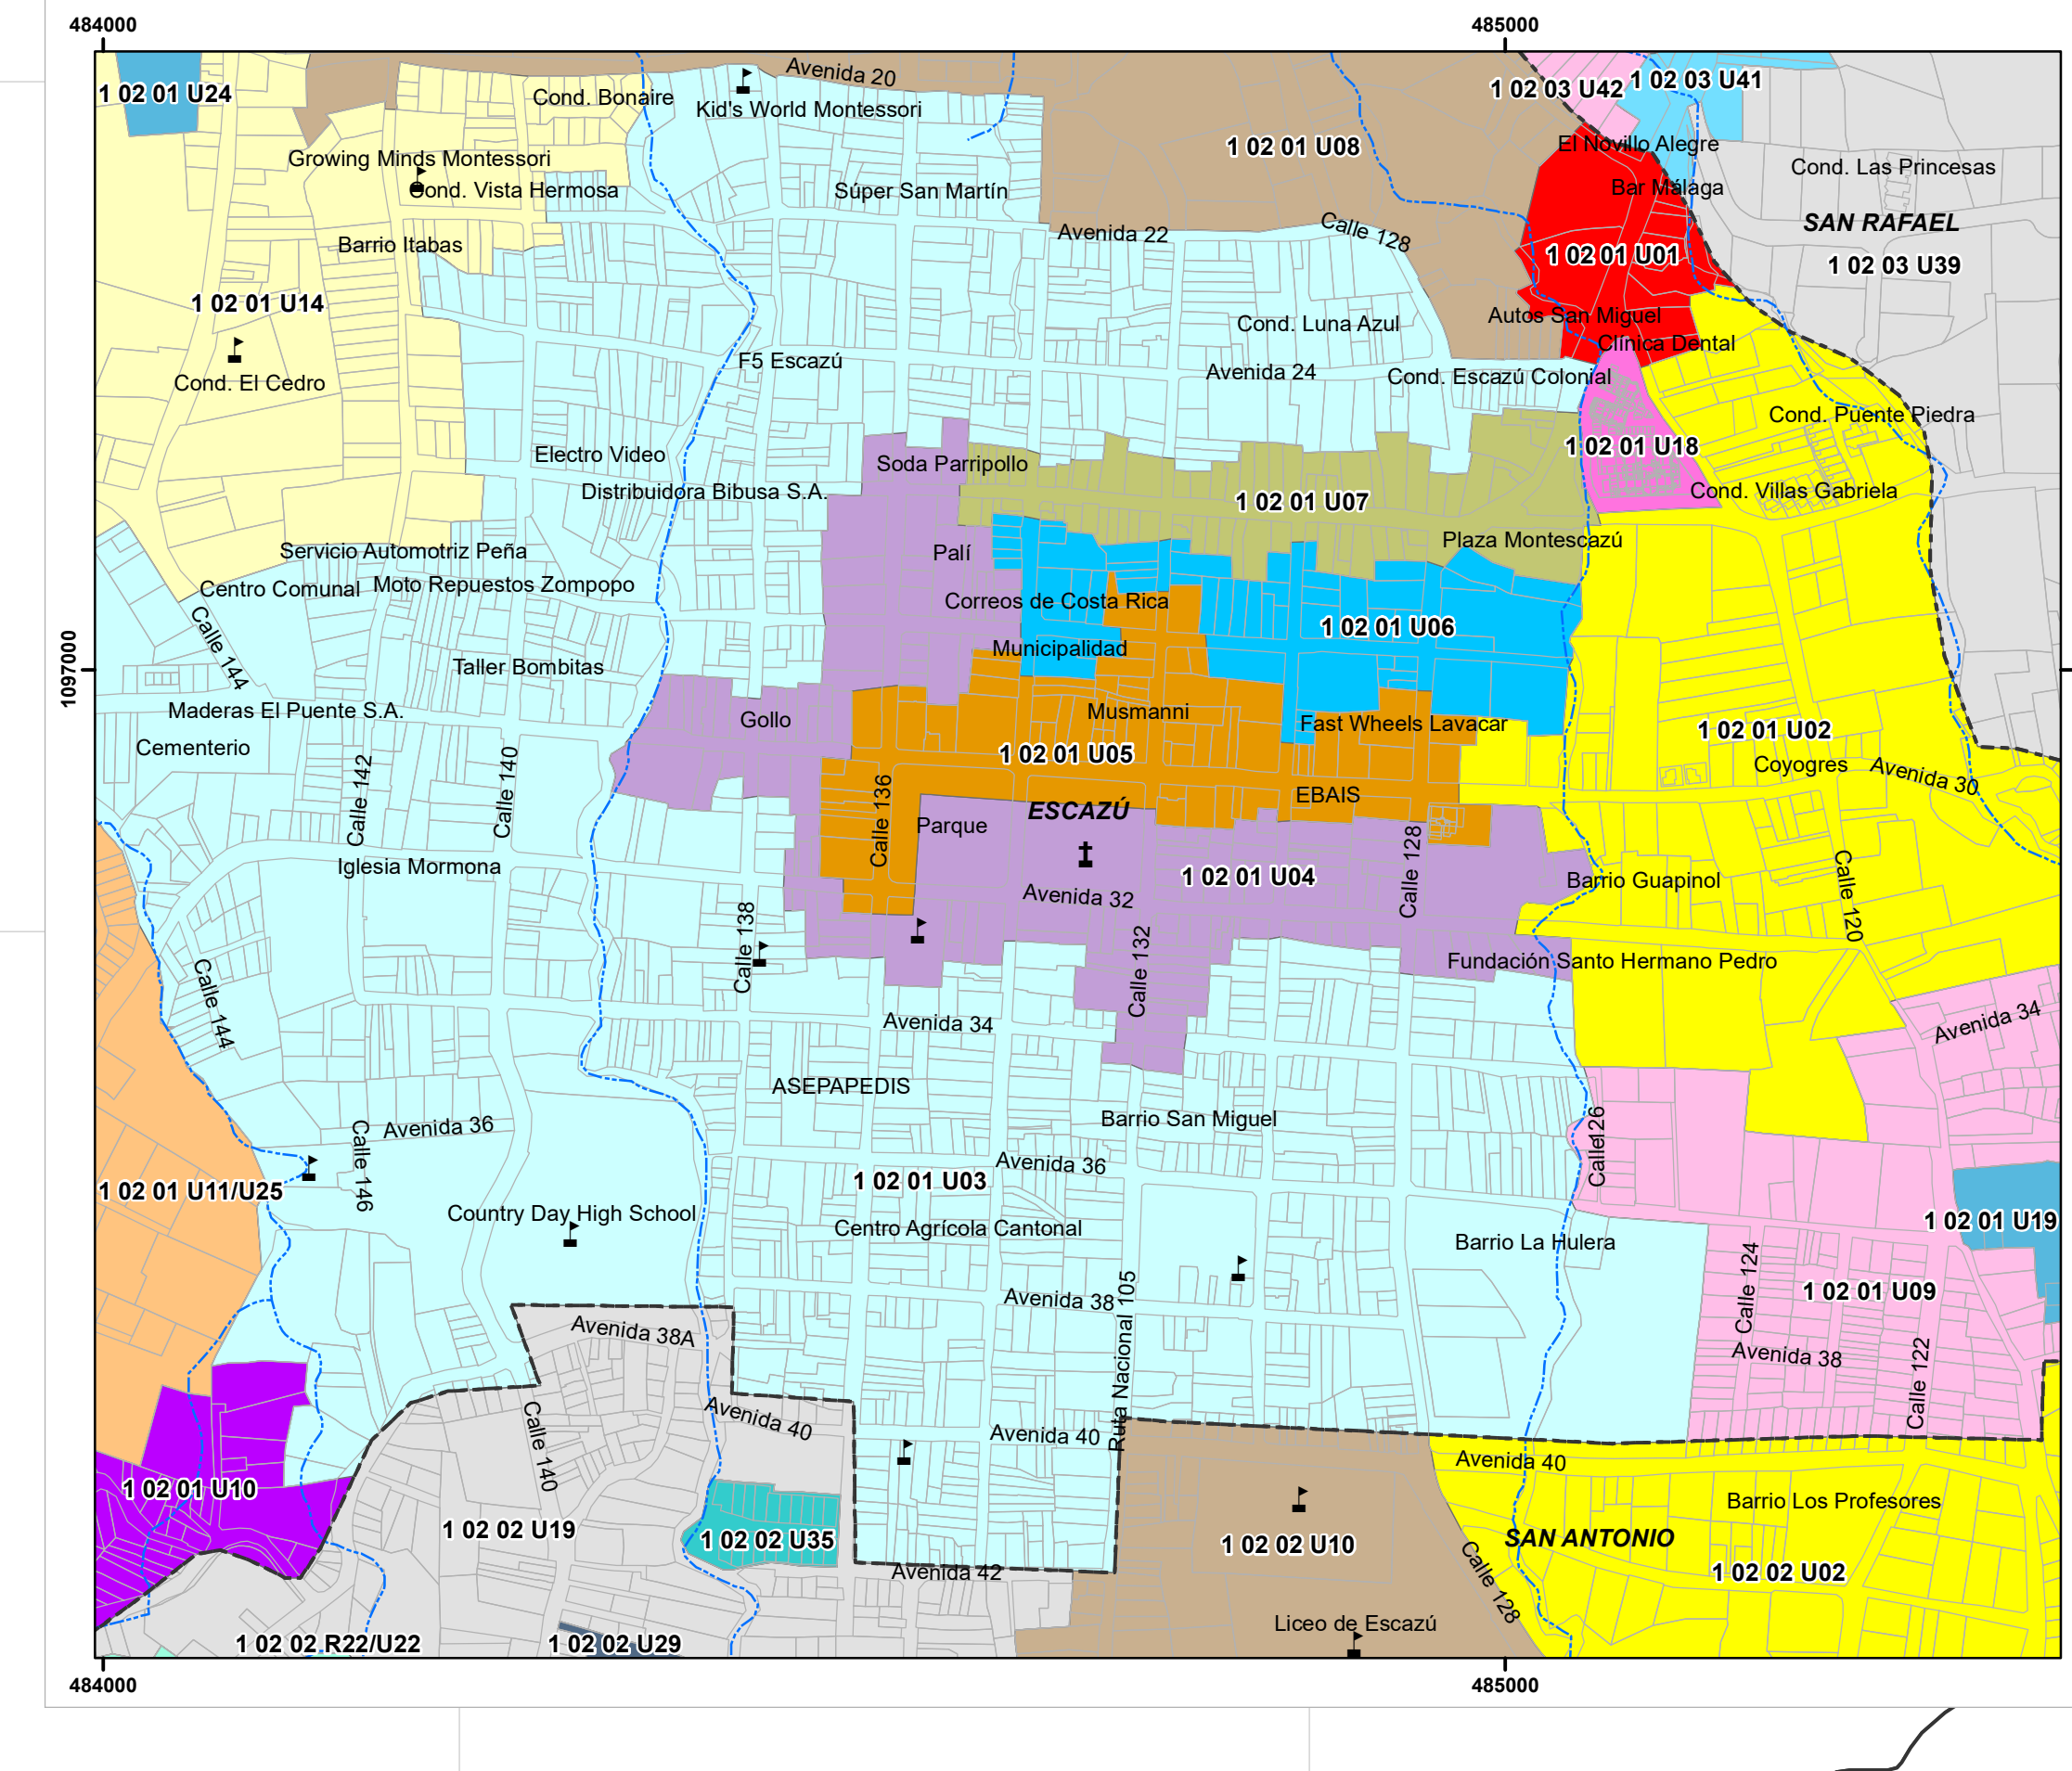 484000
485000
Avenida 20
1 02 03 U42
1 02 03 U41
1 02 01 U24
Cond. Bonaire
Kid's World Montessori
El Novillo Alegre
1 02 01 U08
Growing Minds Montessori
Cond. Vista Hermosa
Súper San Martín
Bar Málaga
Cond. Las Princesas
SAN RAFAEL
Barrio Itabas
Avenida 22
Calle 128
1 02 01 U01
1 02 03 U39
1 02 01 U14
Cond. Luna Azul
Autos San Miguel
Clínica Dental
F5 Escazú
Cond. El Cedro
Avenida 24
Cond. Escazú Colonial
Cond. Puente Piedra
1 02 01 U18
Electro Video
Soda Parripollo
Distribuidora Bibusa S.A.
1 02 01 U07
Cond. Villas Gabriela
Servicio Automotriz Peña
Palí
Plaza Montescazú
Centro Comunal
Moto Repuestos Zompopo
Correos de Costa Rica
1 02 01 U06
Calle 144
Municipalidad
1097000
Taller Bombitas
Maderas El Puente S.A.
Gollo
Musmanni
Fast Wheels Lavacar
1 02 01 U02
Cementerio
1 02 01 U05
Coyogres
Avenida 30
Calle 142
Calle 140
Calle 136
EBAIS
ESCAZÚ
Parque
Iglesia Mormona
1 02 01 U04
Calle 128
Barrio Guapinol
Calle 120
Avenida 32
Calle 138
Calle 132
Fundación Santo Hermano Pedro
Calle 144
Avenida 34
Avenida 34
ASEPAPEDIS
Barrio San Miguel
Avenida 36
Calle 146
Calle126
Avenida 36
1 02 01 U11/U25
1 02 01 U03
Country Day High School
Centro Agrícola Cantonal
Barrio La Hulera
1 02 01 U19
Calle 124
1 02 01 U09
Avenida 38
Ruta Nacional 105
Avenida 38A
Avenida 38
Calle 122
Avenida 40
Avenida 40
Avenida 40
Calle 140
1 02 01 U10
Barrio Los Profesores
1 02 02 U19
1 02 02 U35
1 02 02 U10
SAN ANTONIO
Avenida 42
1 02 02 U02
Calle 128
Liceo de Escazú
1 02 02 R22/U22
1 02 02 U29
484000
485000